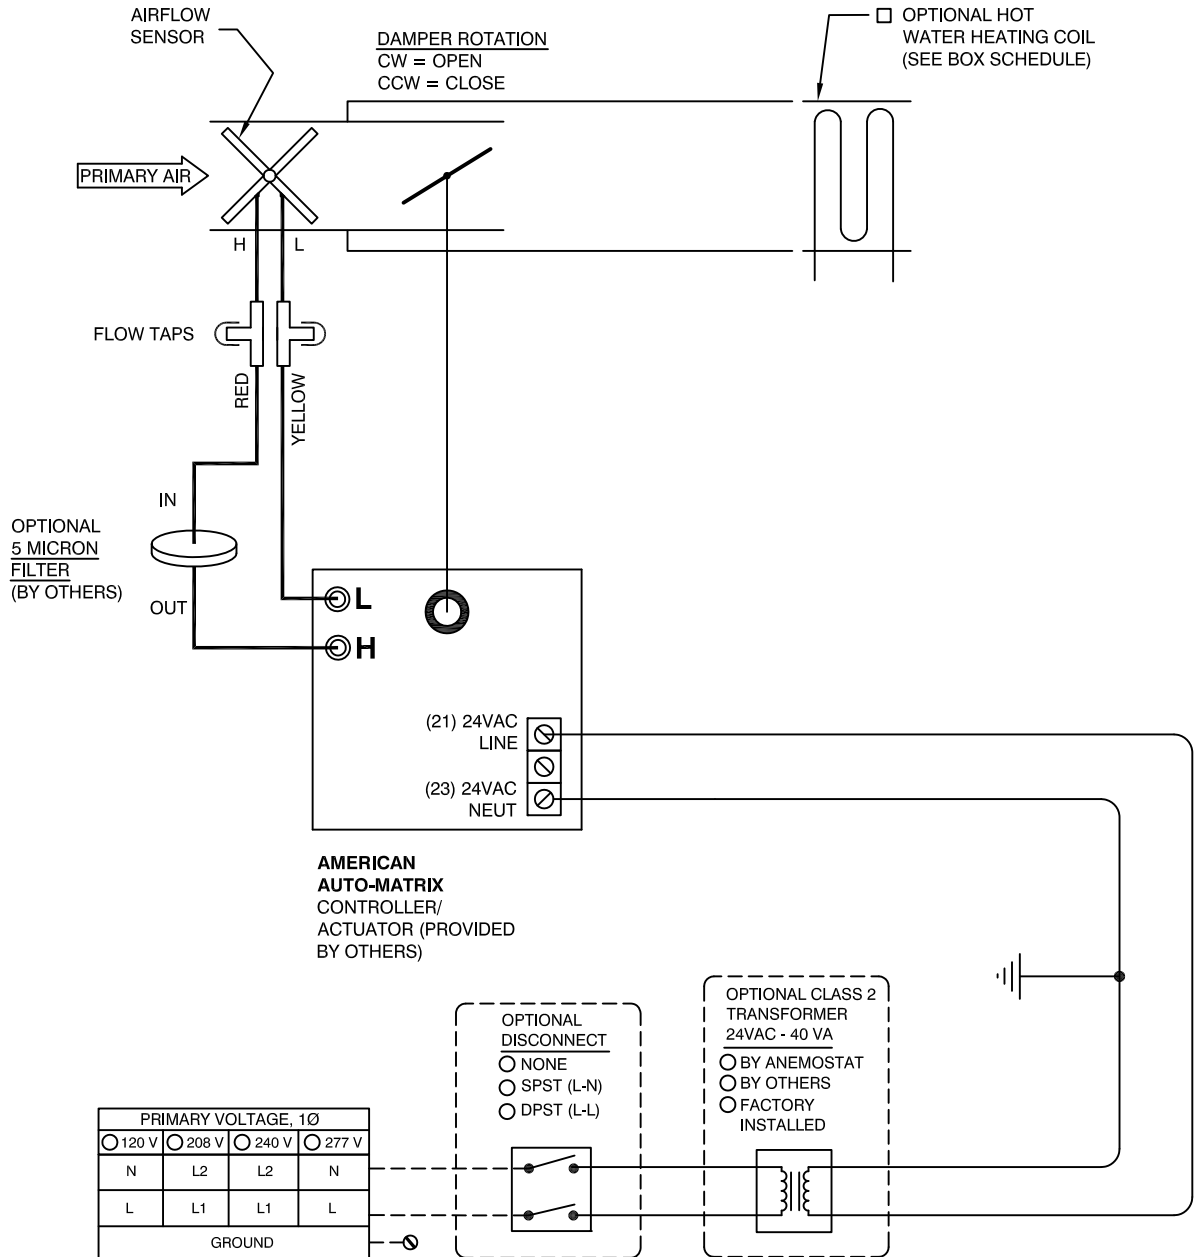 AIRFLOW
SENSOR
DAMPER ROTATION
CW = OPEN
CCW = CLOSE
OPTIONAL HOT
WATER HEATING COIL
(SEE BOX SCHEDULE)
PRIMARY AIR
H
L
FLOW TAPS
RED
YELLOW
IN
OPTIONAL
5 MICRON
FILTER
(BY OTHERS)
OUT
L
H
(21) 24VAC
LINE
(23) 24VAC
NEUT
AMERICAN
AUTO-MATRIX
CONTROLLER/
ACTUATOR (PROVIDED
BY OTHERS)
OPTIONAL
DISCONNECT
NONE
SPST (L-N)
DPST (L-L)
OPTIONAL CLASS 2
TRANSFORMER
24VAC - 40 VA
BY ANEMOSTAT
BY OTHERS
FACTORY
INSTALLED
PRIMARY VOLTAGE, 1Ø
120 V 208 V 240 V 277 V
N L2 L2 N
L L1 L1 L
GROUND